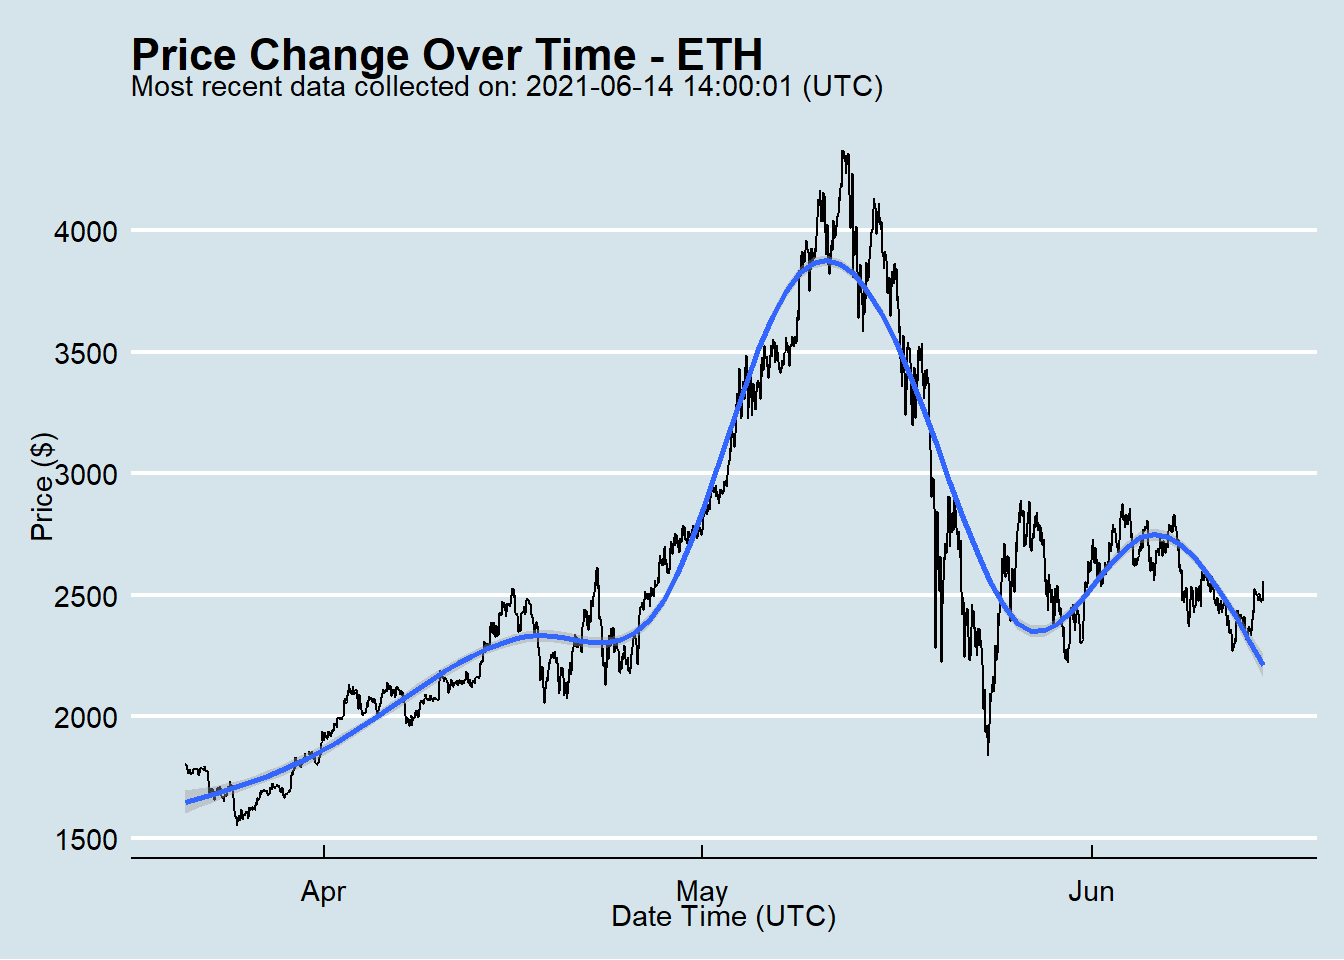 Price Change Over Time - ETH
Most recent data collected on: 2021-06-14 14:00:01 (UTC)
Price ($)
4000
3500
3000
2500
2000
1500
Apr
May
Jun
Date Time (UTC)